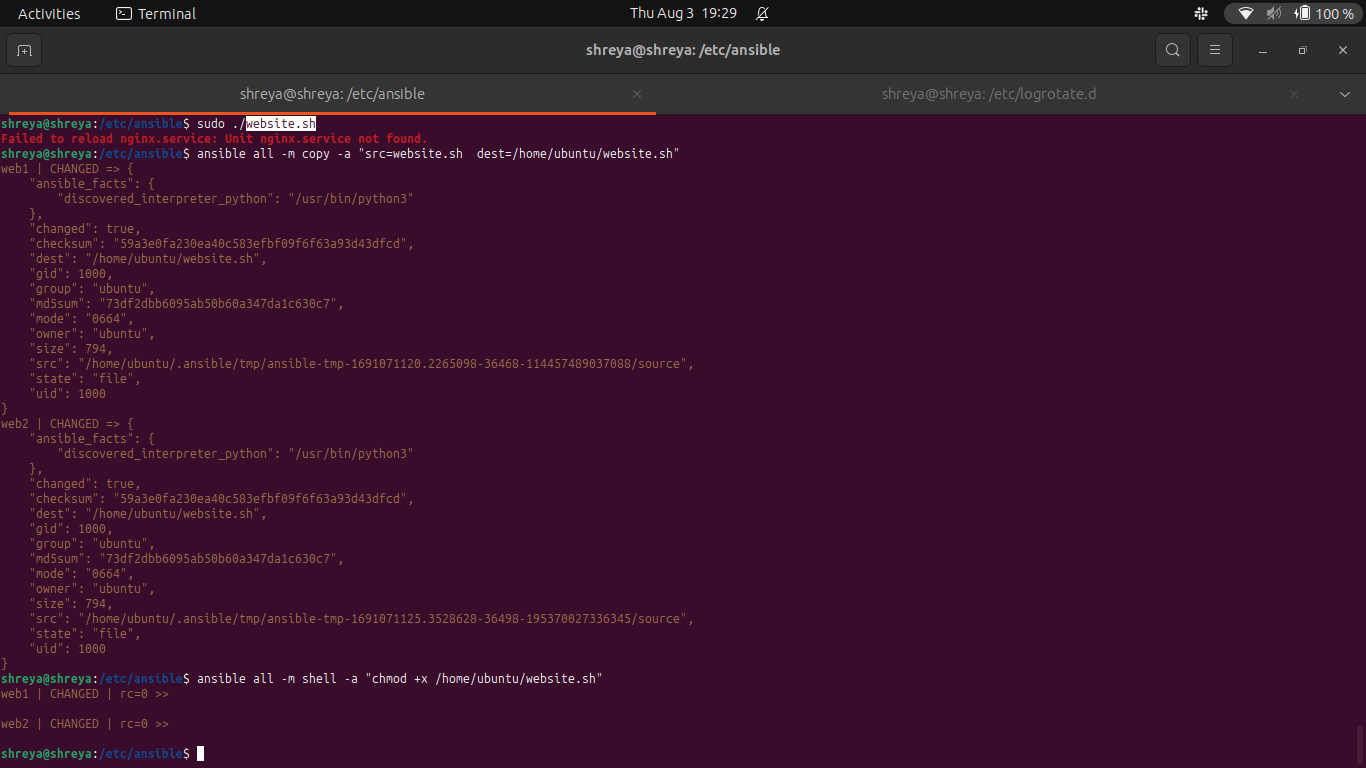 Activities Terminal Thu Aug 3 19:29 100 %
shreya@shreya: /etc/ansible
shreya@shreya: /etc/ansible shreya@shreya: /etc/logrotate.d
shreya@shreya:/etc/ansible$ sudo ./website.sh
Failed to reload nginx.service: Unit nginx.service not found.
shreya@shreya:/etc/ansible$ ansible all -m copy -a "src=website.sh  dest=/home/ubuntu/website.sh"
web1 | CHANGED => {
    "ansible_facts": {
        "discovered_interpreter_python": "/usr/bin/python3"
    },
    "changed": true,
    "checksum": "59a3e0fa230ea40c583efbf09f6f63a93d43dfcd",
    "dest": "/home/ubuntu/website.sh",
    "gid": 1000,
    "group": "ubuntu",
    "md5sum": "73df2dbb6095ab50b60a347da1c630c7",
    "mode": "0664",
    "owner": "ubuntu",
    "size": 794,
    "src": "/home/ubuntu/.ansible/tmp/ansible-tmp-1691071120.2265098-36468-114457489037088/source",
    "state": "file",
    "uid": 1000
}
web2 | CHANGED => {
    "ansible_facts": {
        "discovered_interpreter_python": "/usr/bin/python3"
    },
    "changed": true,
    "checksum": "59a3e0fa230ea40c583efbf09f6f63a93d43dfcd",
    "dest": "/home/ubuntu/website.sh",
    "gid": 1000,
    "group": "ubuntu",
    "md5sum": "73df2dbb6095ab50b60a347da1c630c7",
    "mode": "0664",
    "owner": "ubuntu",
    "size": 794,
    "src": "/home/ubuntu/.ansible/tmp/ansible-tmp-1691071125.3528628-36498-195370027336345/source",
    "state": "file",
    "uid": 1000
}
shreya@shreya:/etc/ansible$ ansible all -m shell -a "chmod +x /home/ubuntu/website.sh"
web1 | CHANGED | rc=0 >>
web2 | CHANGED | rc=0 >>
shreya@shreya:/etc/ansible$